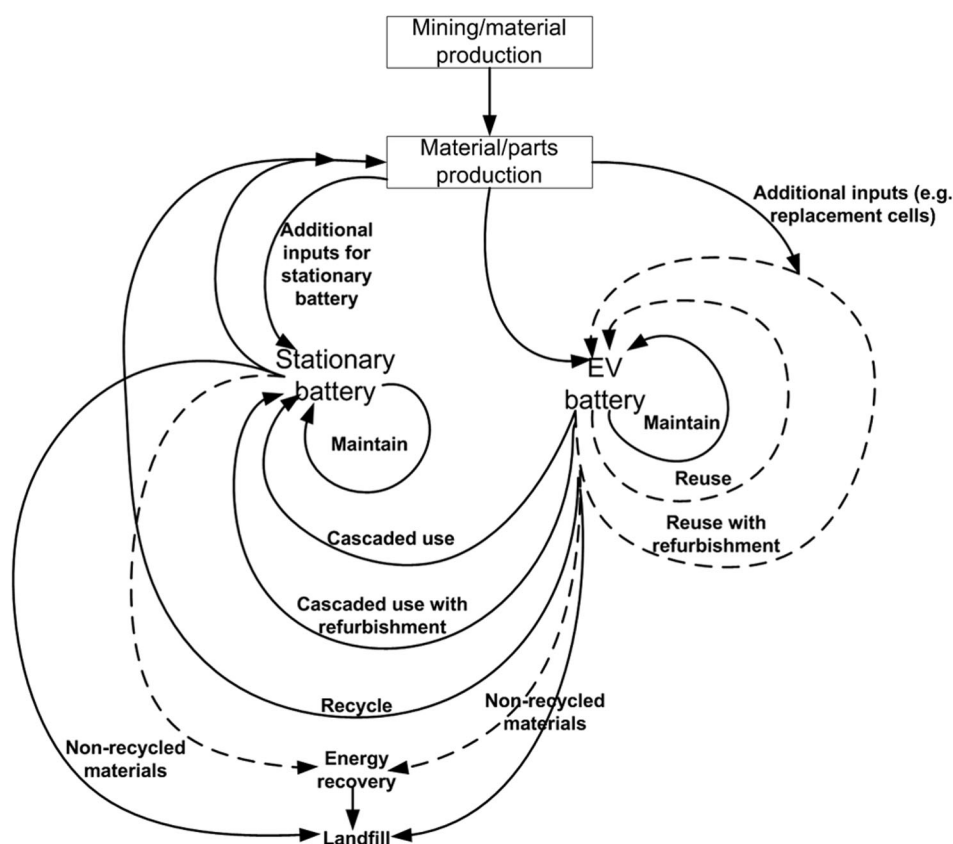 Mining/material
production
Material/parts
production
Additional inputs (e.g.
replacement cells)
Additional
inputs for
stationary
battery
Stationary
battery
EV
battery
Maintain
Maintain
Reuse
Reuse with
refurbishment
Cascaded use
Cascaded use with
refurbishment
Recycle
Non-recycled
materials
Non-recycled
materials
Energy
recovery
Landfill